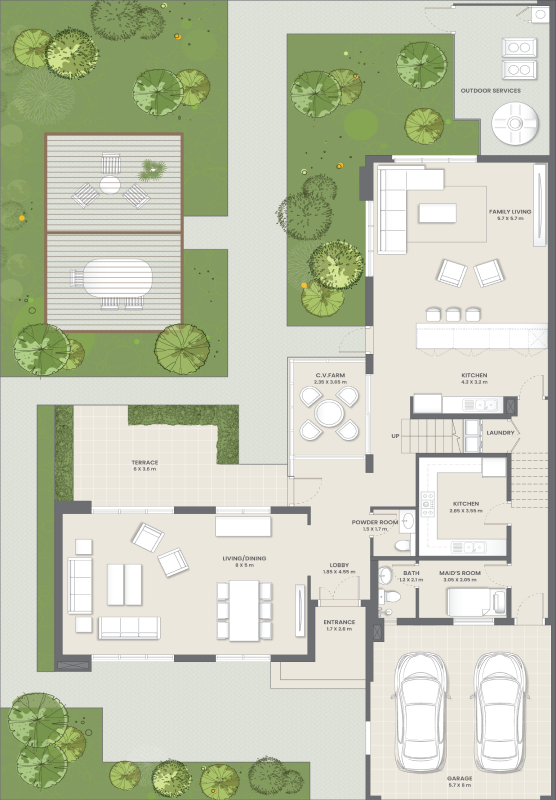 OUTDOOR SERVICES
FAMILY LIVING
5.7 X 5.7 m
C.V.FARM
2.35 X 3.65 m
KITCHEN
4.3 X 3.2 m
UP
LAUNDRY
TERRACE
6 X 3.6 m
KITCHEN
2.65 X 3.55 m
POWDER ROOM
1.5 X 1.7 m
LIVING/DINING
8 X 5 m
LOBBY
1.85 X 4.95 m
BATH
1.2 X 2.1 m
MAID'S ROOM
3.05 X 2.05 m
ENTRANCE
1.7 X 2.6 m
GARAGE
5.7 X 6 m